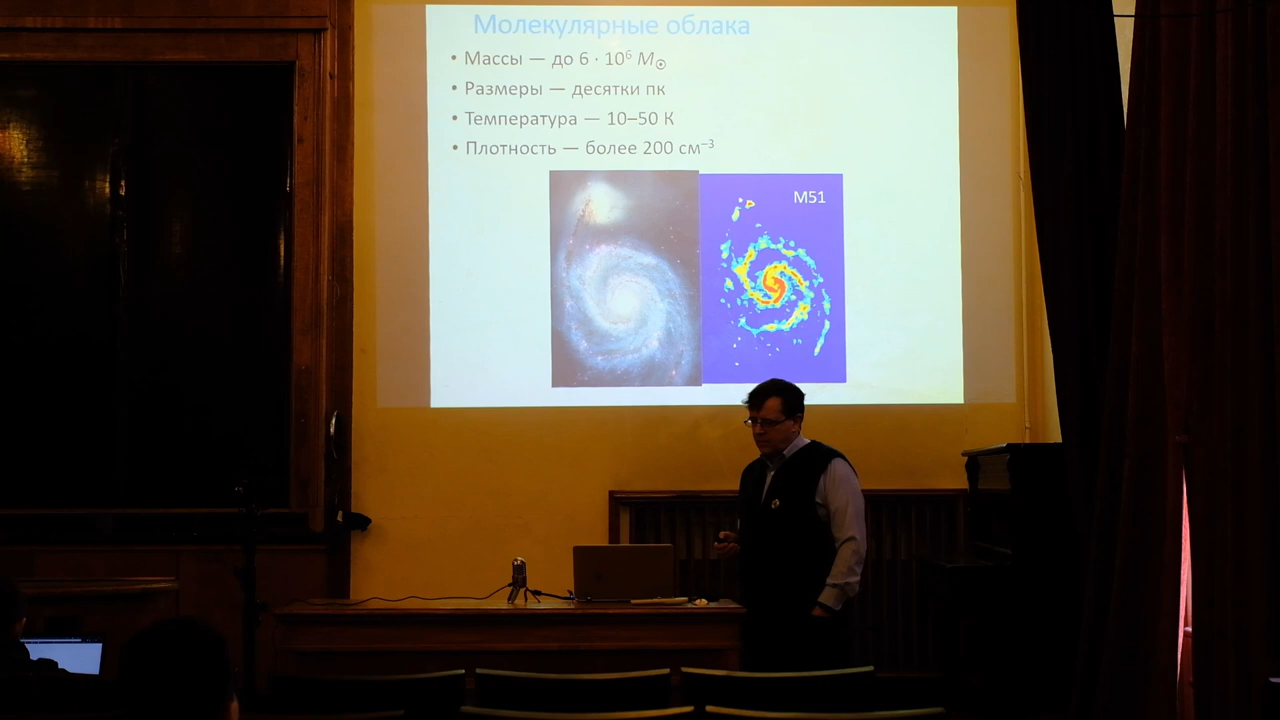 Молекулярные облака
• Массы — до 6 · 10⁶ M☉
• Размеры — десятки пк
• Температура — 10–50 К
• Плотность — более 200 см⁻³
M51